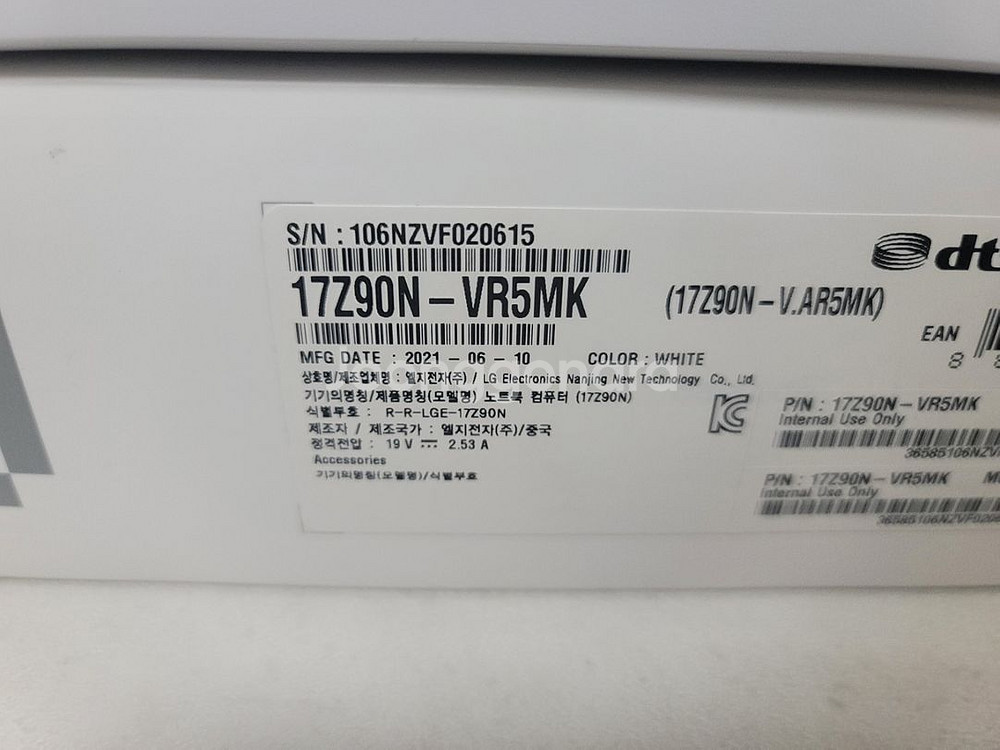 S/N : 106NZVF020615
17Z90N – VR5MK
(17Z90N – V.AR5MK)
dt
EAN
8
MFG DATE : 2021 – 06 – 10
COLOR : WHITE
상호명/제조업체명 : 엘지전자(주) / LG Electronics Nanjing New Technology Co., Ltd.
기기의명칭/제품명칭(모델명) 노트북 컴퓨터 (17Z90N)
식별부호 : R-R-LGE-17Z90N
제조자 / 제조국가 : 엘지전자(주)/중국
정격전압 : 19 V ⎓ 2.53 A
Accessories
기기의명칭(모델명)/식별부호
P/N : 17Z90N – VR5MK
Internal Use Only
36585106NZV
P/N : 17Z90N – VR5MK
Internal Use Only
36585106NZVF020